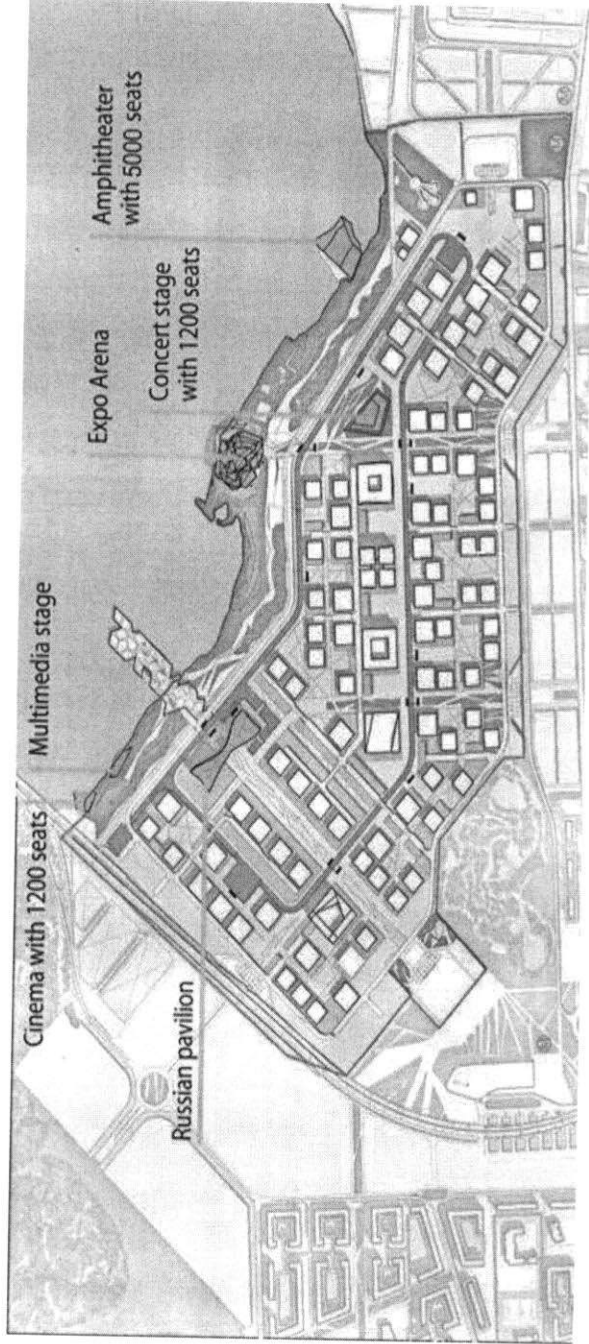 Cinema with 1200 seats
Multimedia stage
Expo Arena
Amphitheater
with 5000 seats
Concert stage
with 1200 seats
Russian pavilion